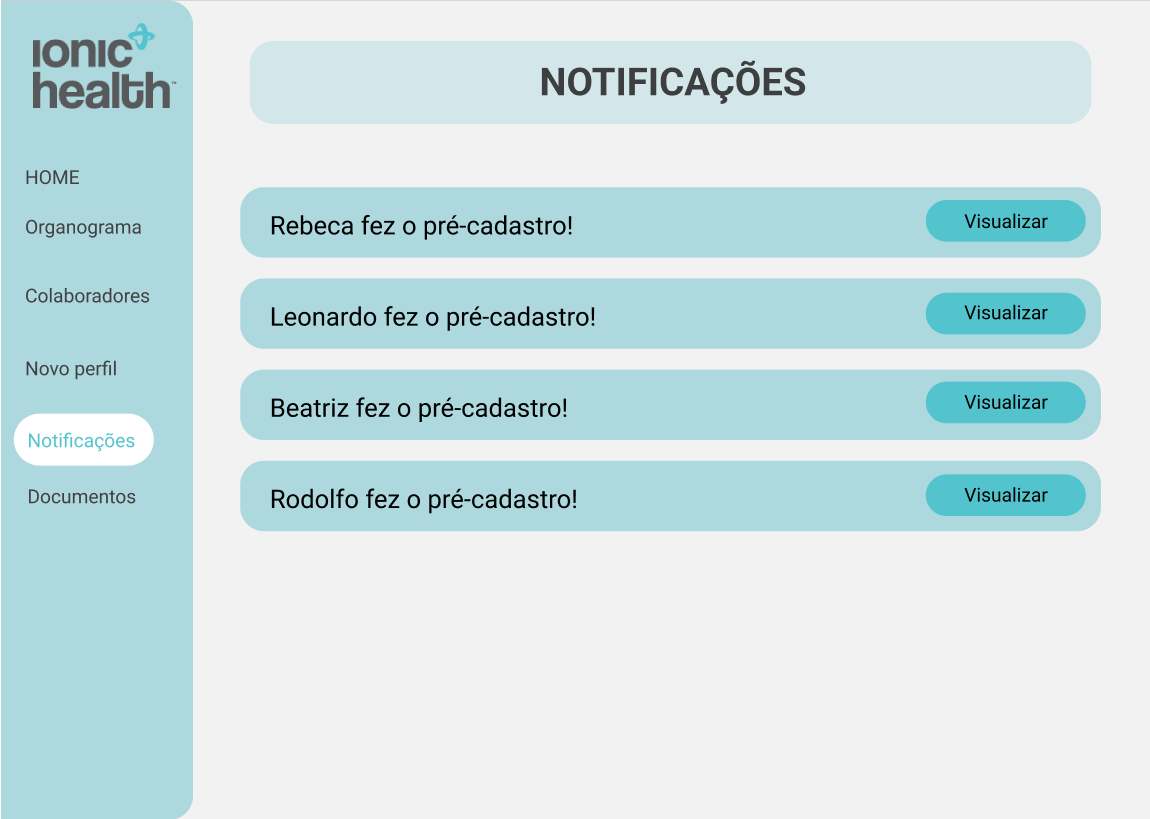 ionic
health™
HOME
Organograma
Colaboradores
Novo perfil
Notificações
Documentos
NOTIFICAÇÕES
Rebeca fez o pré-cadastro!
Visualizar
Leonardo fez o pré-cadastro!
Visualizar
Beatriz fez o pré-cadastro!
Visualizar
Rodolfo fez o pré-cadastro!
Visualizar